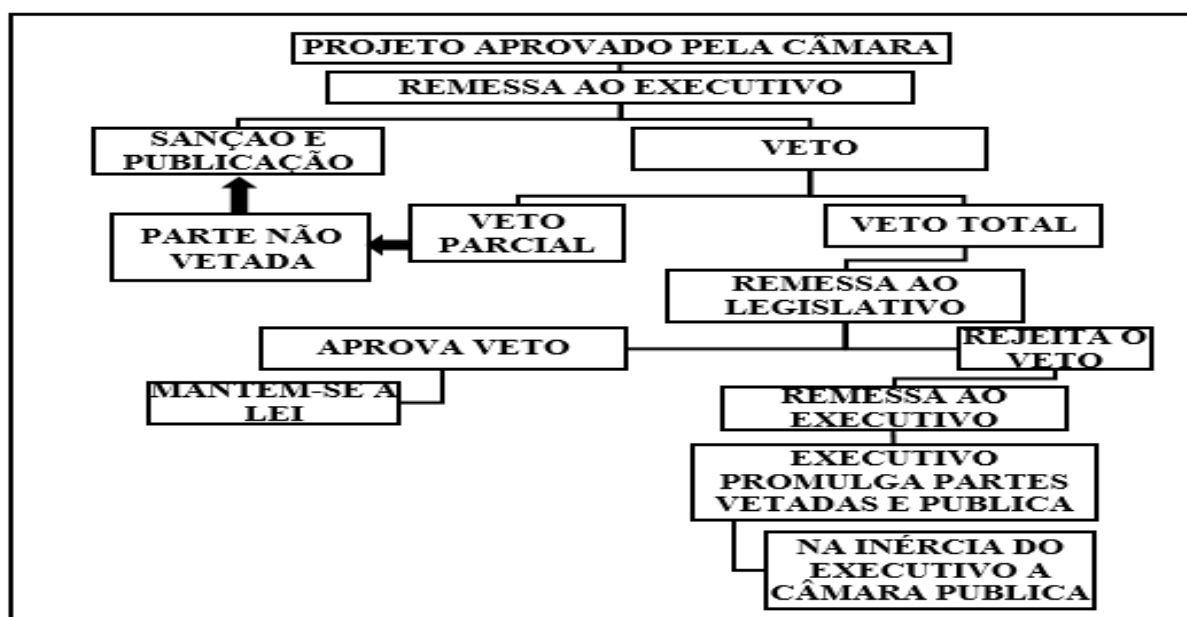 PROJETO APROVADO PELA CÂMARA
REMESSA AO EXECUTIVO
SANÇAO E
PUBLICAÇÃO
VETO
PARTE NÃO
VETADA
VETO
PARCIAL
VETO TOTAL
REMESSA AO
LEGISLATIVO
APROVA VETO
REJEITA O
VETO
MANTEM-SE A
LEI
REMESSA AO
EXECUTIVO
EXECUTIVO
PROMULGA PARTES
VETADAS E PUBLICA
NA INÉRCIA DO
EXECUTIVO A
CÂMARA PUBLICA